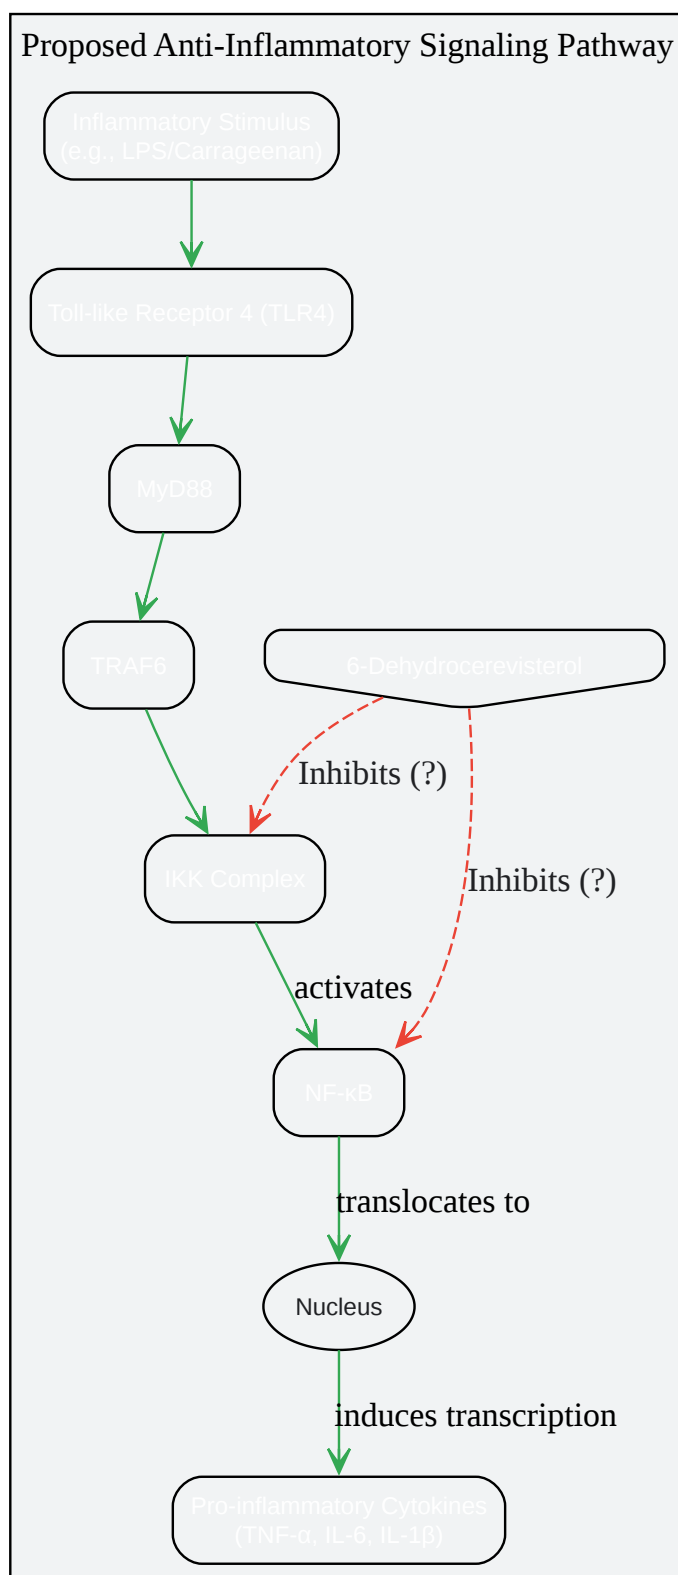 Proposed Anti-Inflammatory Signaling Pathway
Inflammatory Stimulus
(e.g., LPS/Carrageenan)
Toll-like Receptor 4 (TLR4)
MyD88
TRAF6
6-Dehydrocerevisterol
Inhibits (?)
IKK Complex
Inhibits (?)
activates
NF-κB
translocates to
Nucleus
induces transcription
Pro-inflammatory Cytokines
(TNF-α, IL-6, IL-1β)